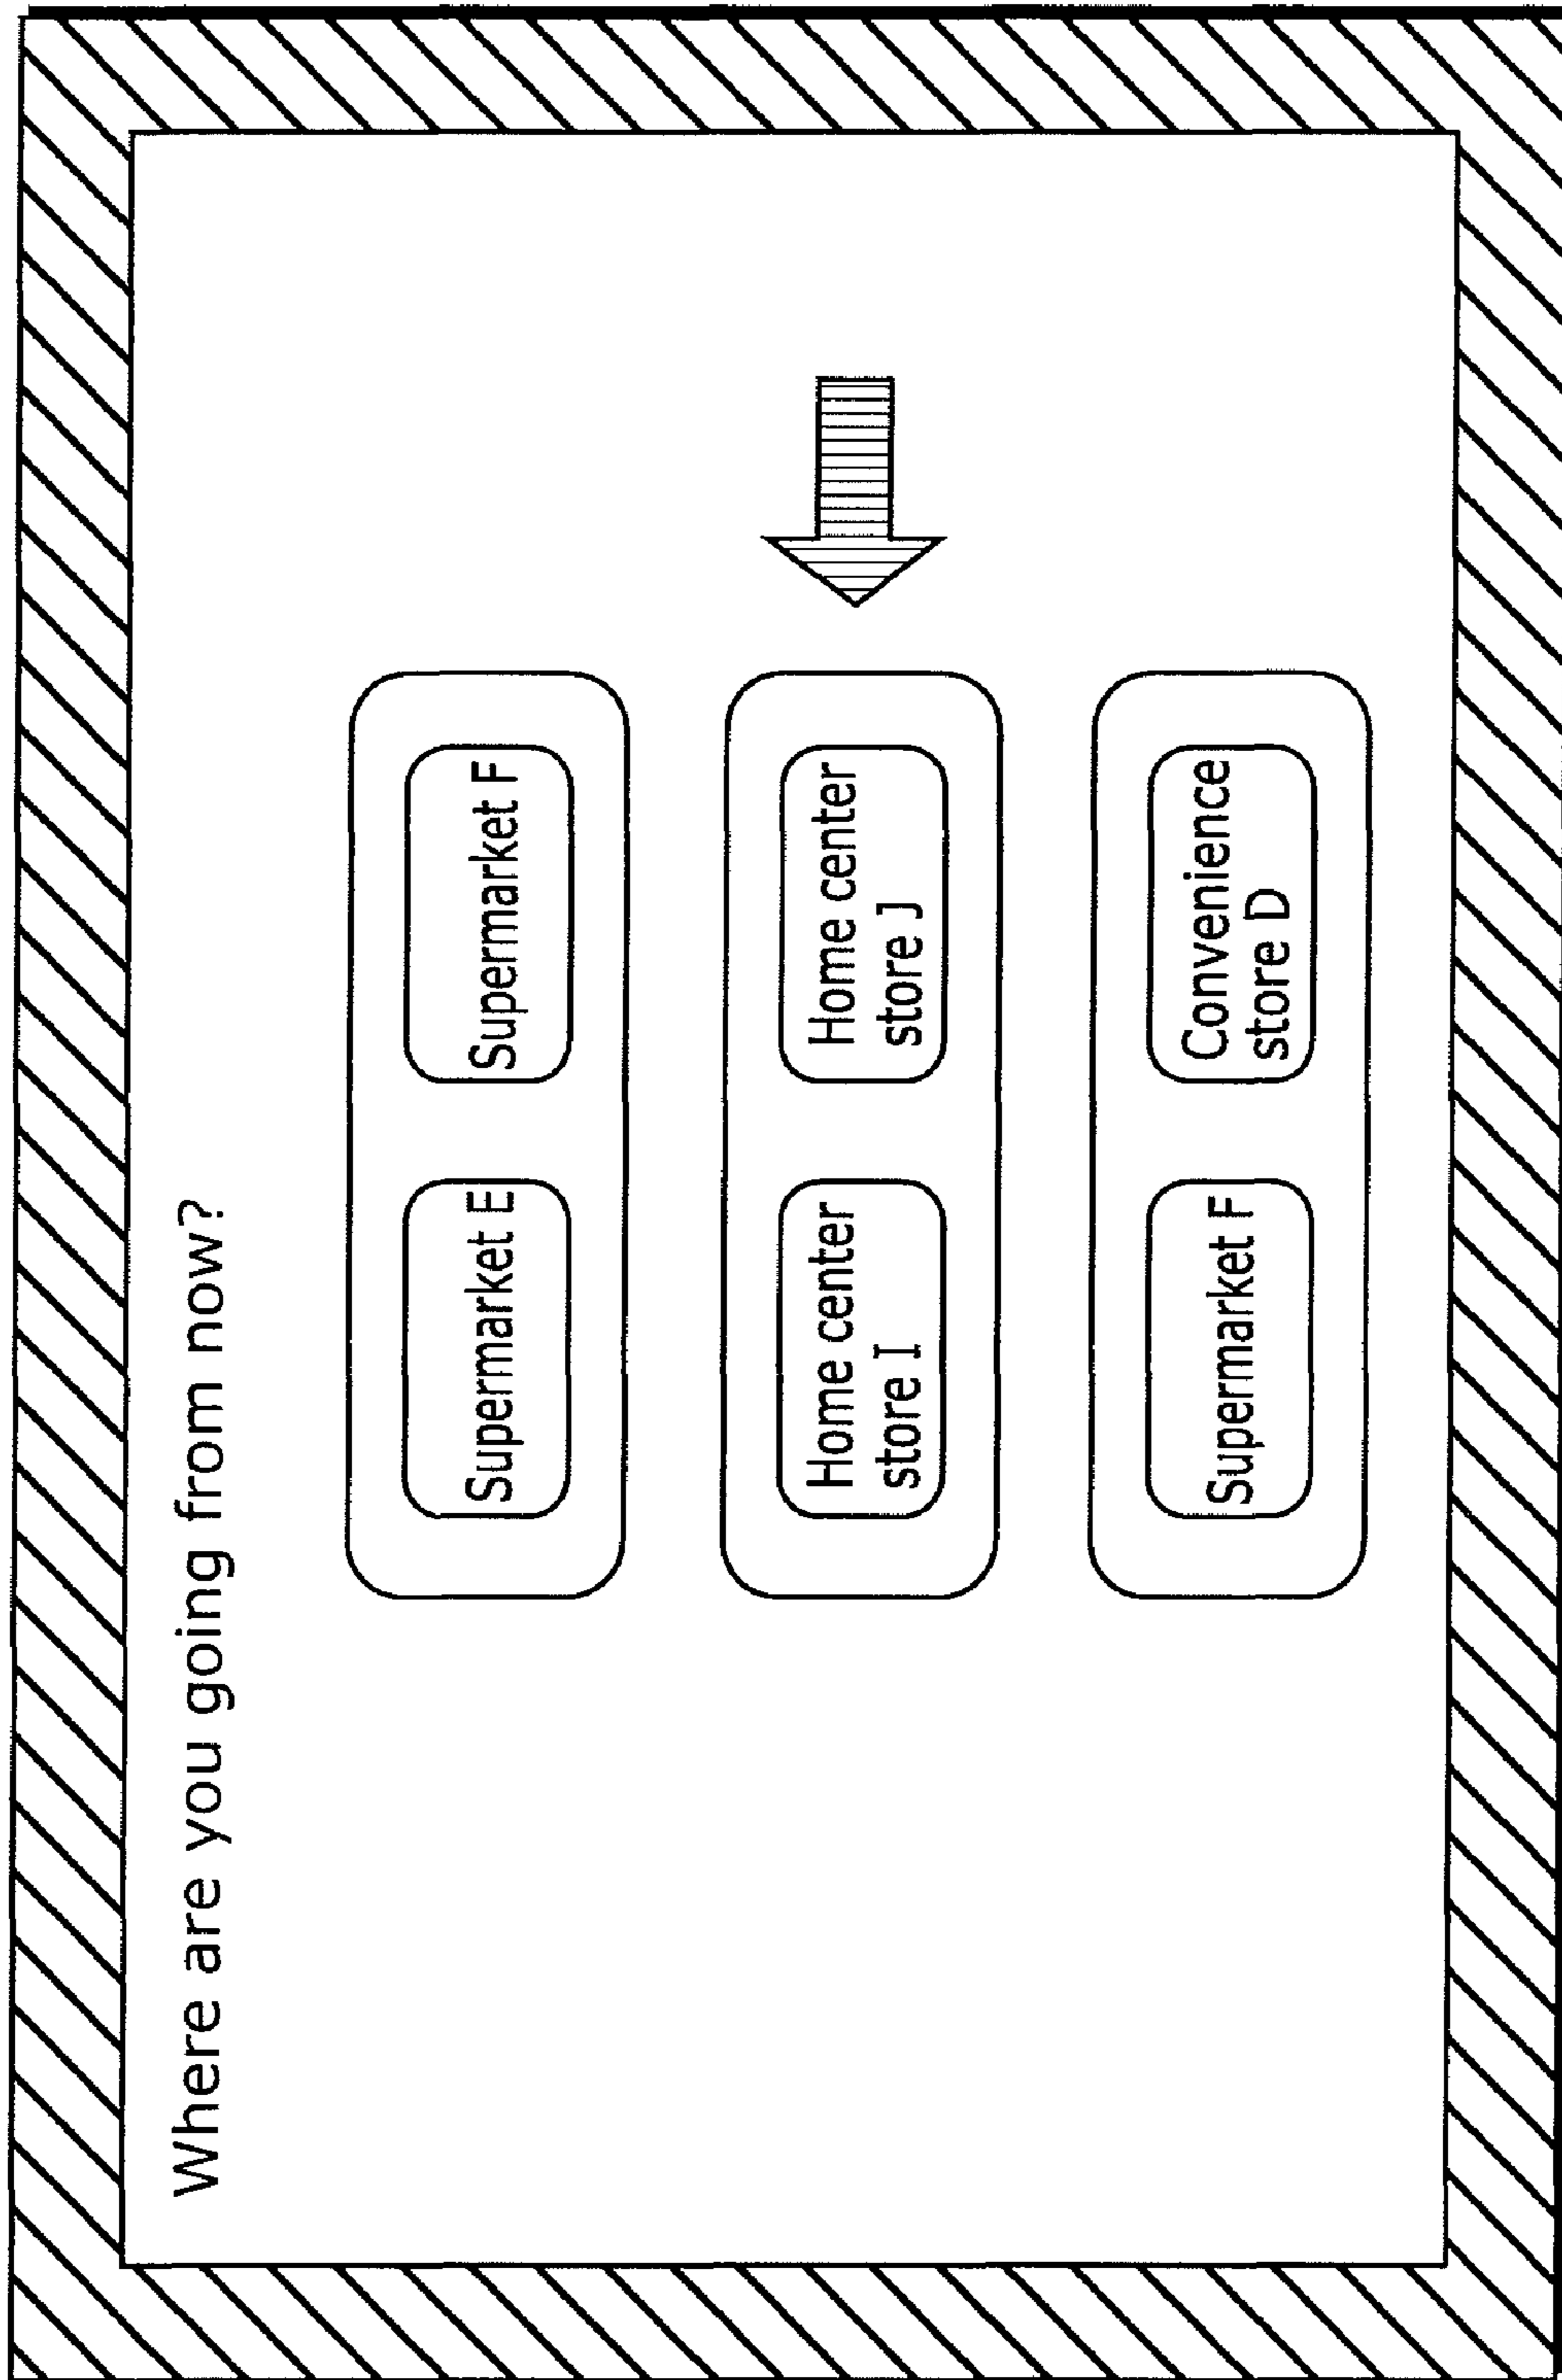 Where are you going from now?
Supermarket E
Supermarket F
Home center
store I
Home center
store J
Supermarket F
Convenience
store D